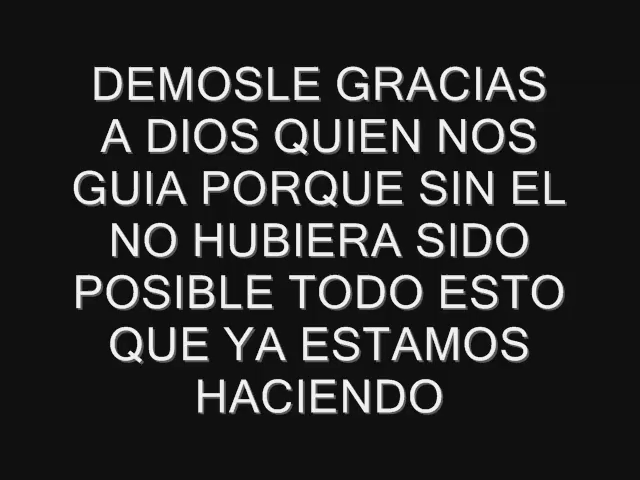 DEMOSLE GRACIAS
A DIOS QUIEN NOS
GUIA PORQUE SIN EL
NO HUBIERA SIDO
POSIBLE TODO ESTO
QUE YA ESTAMOS
HACIENDO